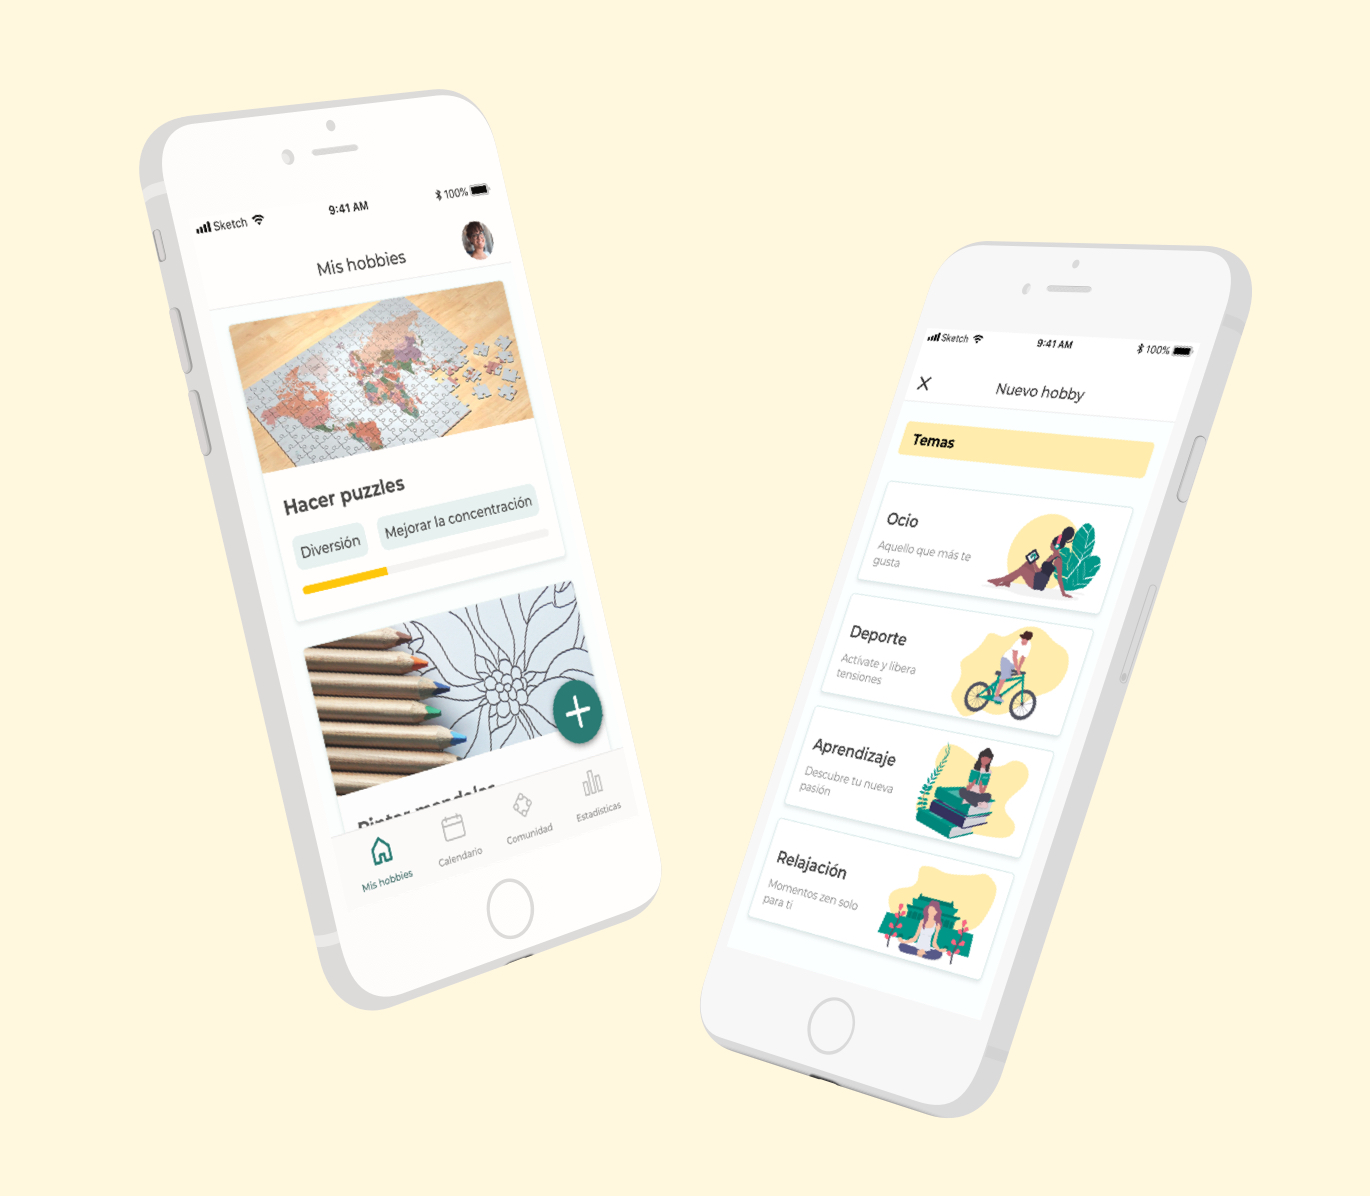 Sketch
9:41 AM
100%
Mis hobbies
Hacer puzzles
Diversión
Mejorar la concentración
Pintar mandalas
Mis hobbies
Calendario
Comunidad
Estadísticas
Sketch
9:41 AM
100%
Nuevo hobby
Temas
Ocio
Aquello que más te
gusta
Deporte
Actívate y libera
tensiones
Aprendizaje
Descubre tu nueva
pasión
Relajación
Momentos zen solo
para ti